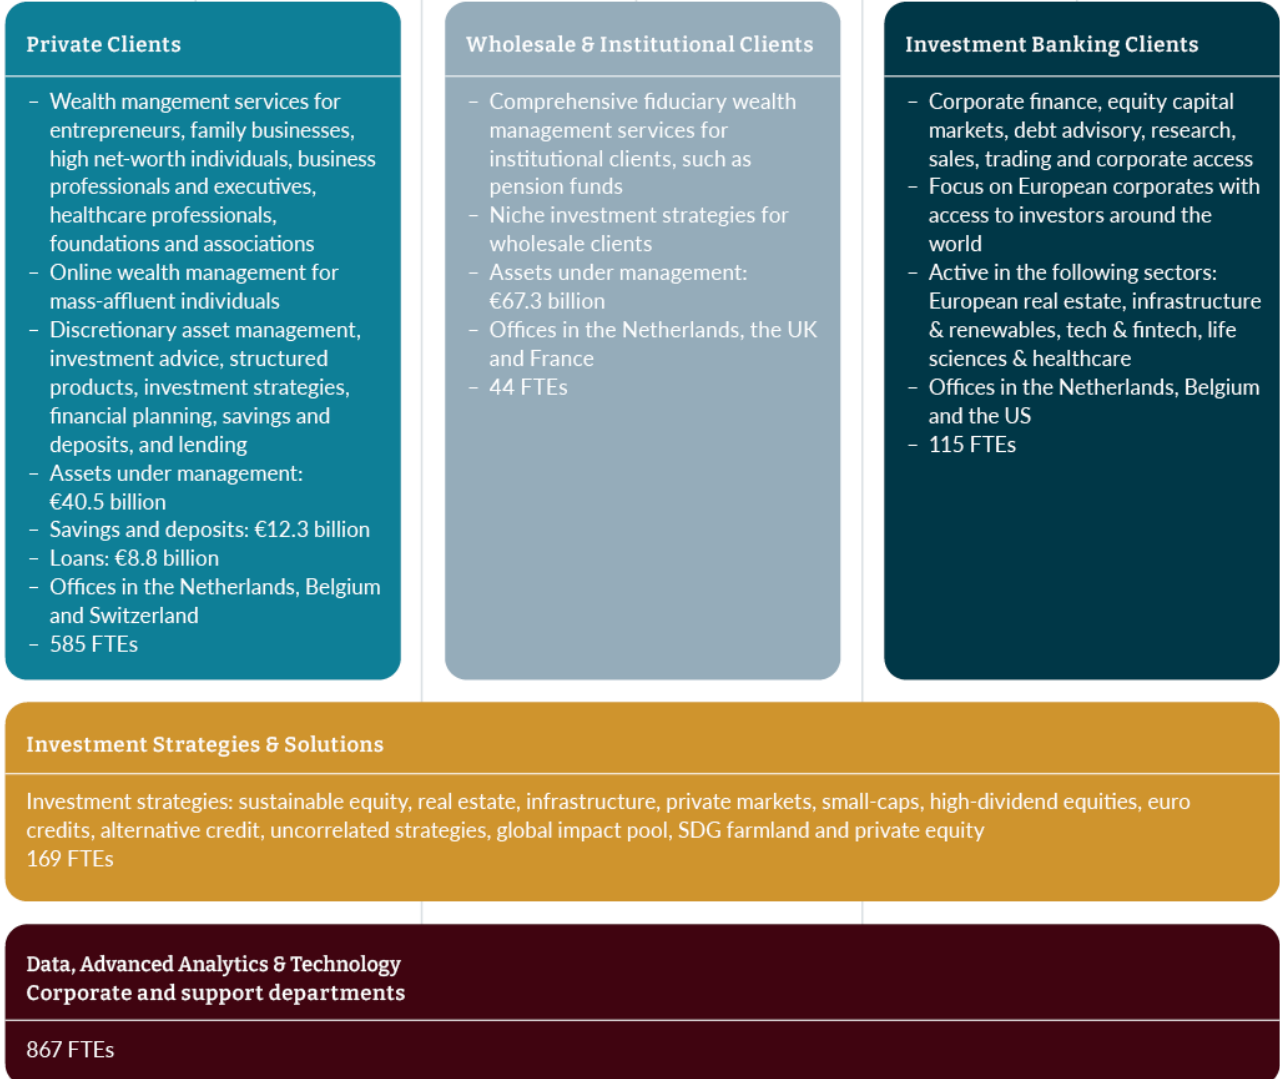 Private Clients
– Wealth mangement services for
entrepreneurs, family businesses,
high net-worth individuals, business
professionals and executives,
healthcare professionals,
foundations and associations
– Online wealth management for
mass-affluent individuals
– Discretionary asset management,
investment advice, structured
products, investment strategies,
financial planning, savings and
deposits, and lending
– Assets under management:
€40.5 billion
– Savings and deposits: €12.3 billion
– Loans: €8.8 billion
– Offices in the Netherlands, Belgium
and Switzerland
– 585 FTEs
Wholesale & Institutional Clients
– Comprehensive fiduciary wealth
management services for
institutional clients, such as
pension funds
– Niche investment strategies for
wholesale clients
– Assets under management:
€67.3 billion
– Offices in the Netherlands, the UK
and France
– 44 FTEs
Investment Banking Clients
– Corporate finance, equity capital
markets, debt advisory, research,
sales, trading and corporate access
– Focus on European corporates with
access to investors around the
world
– Active in the following sectors:
European real estate, infrastructure
& renewables, tech & fintech, life
sciences & healthcare
– Offices in the Netherlands, Belgium
and the US
– 115 FTEs
Investment Strategies & Solutions
Investment strategies: sustainable equity, real estate, infrastructure, private markets, small-caps, high-dividend equities, euro
credits, alternative credit, uncorrelated strategies, global impact pool, SDG farmland and private equity
169 FTEs
Data, Advanced Analytics & Technology
Corporate and support departments
867 FTEs